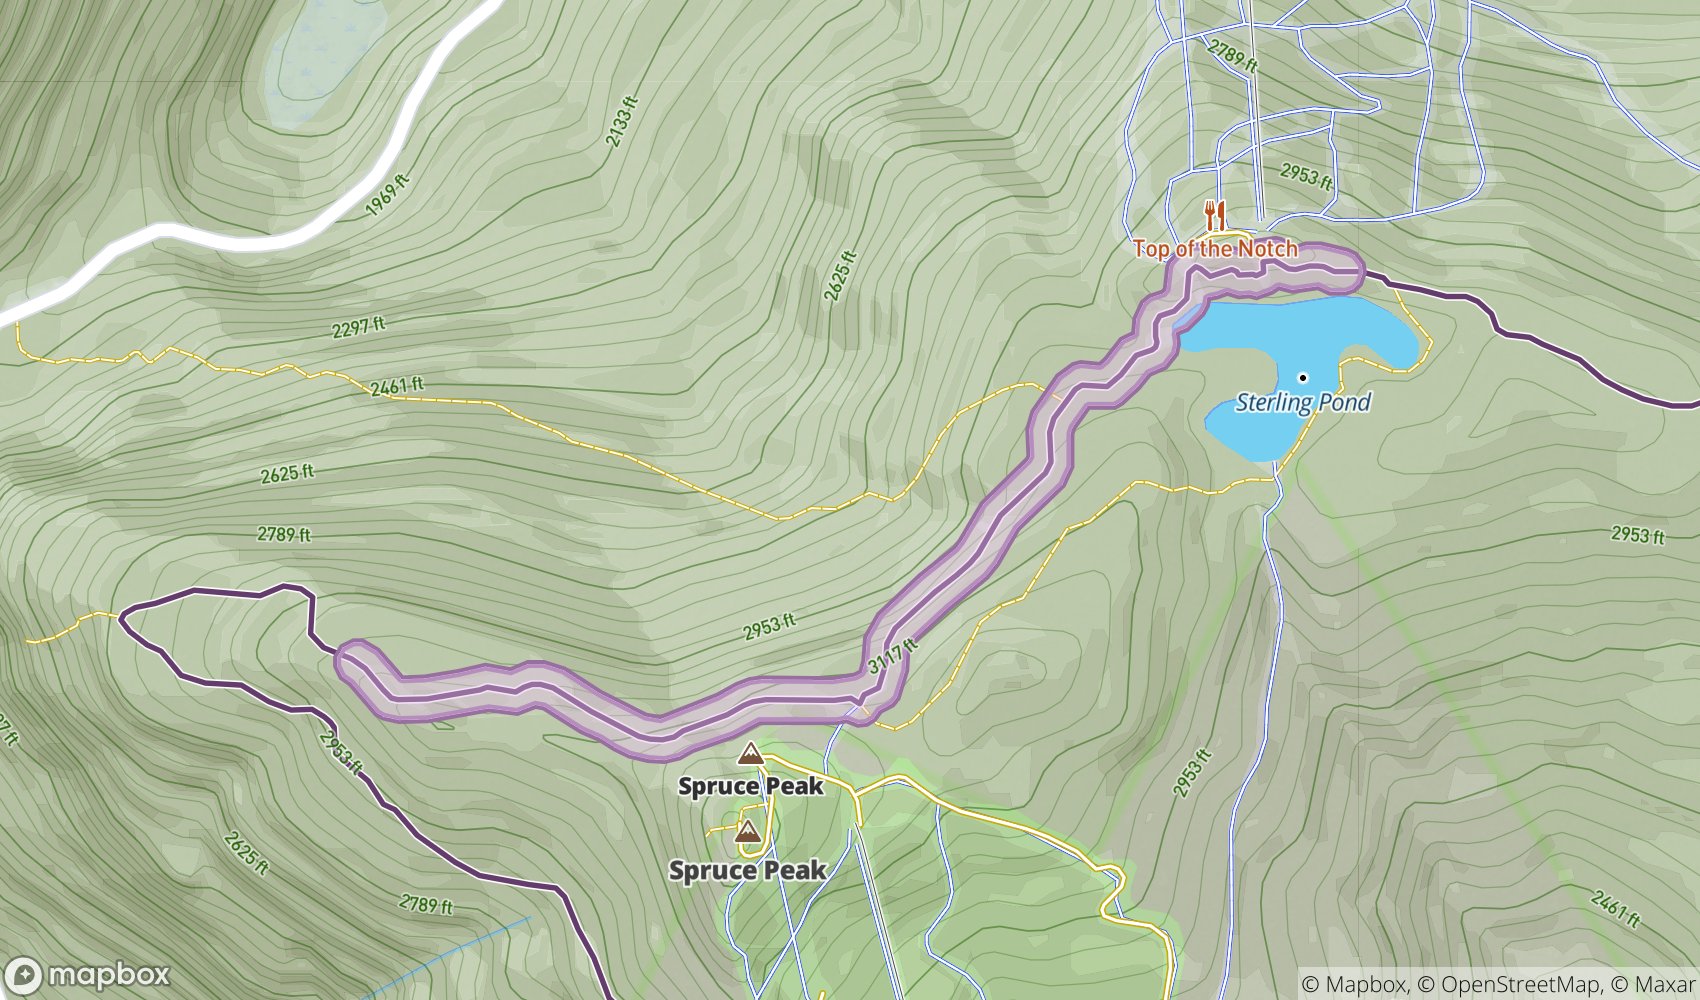 2789 ft
2133 ft
1969 ft
2953 ft
Top of the Notch
2625 ft
2297 ft
2461 ft
Sterling Pond
2625 ft
2789 ft
2953 ft
2953 ft
3117 ft
2953 ft
2953 ft
Spruce Peak
2625 ft
Spruce Peak
2789 ft
2461 ft
mapbox
© Mapbox, © OpenStreetMap, © Maxar